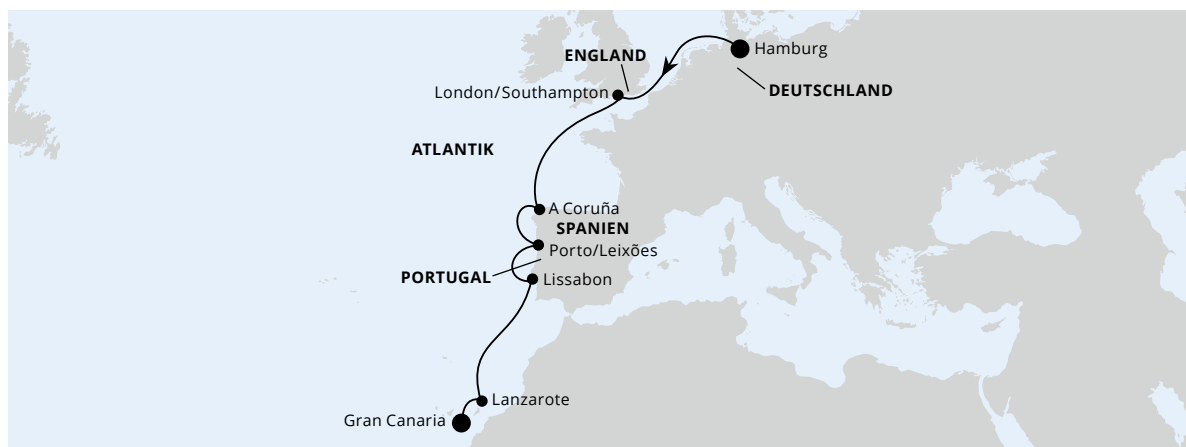 Hamburg
ENGLAND
DEUTSCHLAND
London/Southampton
ATLANTIK
A Coruña
SPANIEN
Porto/Leixões
PORTUGAL
Lissabon
Lanzarote
Gran Canaria